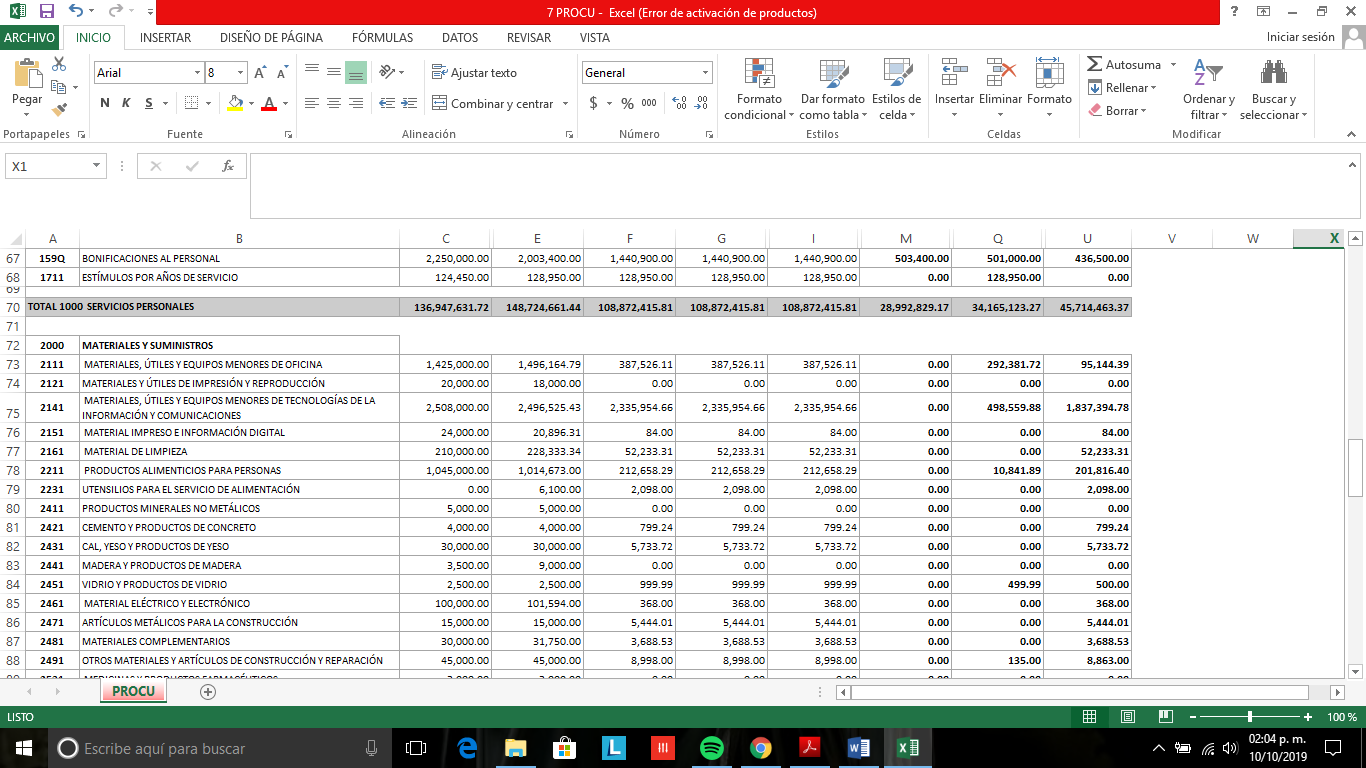 7 PROCU -  Excel (Error de activación de productos)
ARCHIVO INICIO INSERTAR DISEÑO DE PÁGINA FÓRMULAS DATOS REVISAR VISTA Iniciar sesión
Pegar Arial 8 Ajustar texto General Formato condicional Dar formato como tabla Estilos de celda Insertar Eliminar Formato Autosuma Rellenar Borrar Ordenar y filtrar Buscar y seleccionar
N K S Combinar y centrar $ % 000
Portapapeles Fuente Alineación Número Estilos Celdas Modificar
X1 fx
A B C E F G I M Q U V W X
67 159Q BONIFICACIONES AL PERSONAL 2,250,000.00 2,003,400.00 1,440,900.00 1,440,900.00 1,440,900.00 503,400.00 501,000.00 436,500.00
68 1711 ESTÍMULOS POR AÑOS DE SERVICIO 124,450.00 128,950.00 128,950.00 128,950.00 128,950.00 0.00 128,950.00 0.00
69
70 TOTAL 1000 SERVICIOS PERSONALES 136,947,631.72 148,724,661.44 108,872,415.81 108,872,415.81 108,872,415.81 28,992,829.17 34,165,123.27 45,714,463.37
71
72 2000 MATERIALES Y SUMINISTROS
73 2111 MATERIALES, ÚTILES Y EQUIPOS MENORES DE OFICINA 1,425,000.00 1,496,164.79 387,526.11 387,526.11 387,526.11 0.00 292,381.72 95,144.39
74 2121 MATERIALES Y ÚTILES DE IMPRESIÓN Y REPRODUCCIÓN 20,000.00 18,000.00 0.00 0.00 0.00 0.00 0.00 0.00
75 2141 MATERIALES, ÚTILES Y EQUIPOS MENORES DE TECNOLOGÍAS DE LA
INFORMACIÓN Y COMUNICACIONES 2,508,000.00 2,496,525.43 2,335,954.66 2,335,954.66 2,335,954.66 0.00 498,559.88 1,837,394.78
76 2151 MATERIAL IMPRESO E INFORMACIÓN DIGITAL 24,000.00 20,896.31 84.00 84.00 84.00 0.00 0.00 84.00
77 2161 MATERIAL DE LIMPIEZA 210,000.00 228,333.34 52,233.31 52,233.31 52,233.31 0.00 0.00 52,233.31
78 2211 PRODUCTOS ALIMENTICIOS PARA PERSONAS 1,045,000.00 1,014,673.00 212,658.29 212,658.29 212,658.29 0.00 10,841.89 201,816.40
79 2231 UTENSILIOS PARA EL SERVICIO DE ALIMENTACIÓN 0.00 6,100.00 2,098.00 2,098.00 2,098.00 0.00 0.00 2,098.00
80 2411 PRODUCTOS MINERALES NO METÁLICOS 5,000.00 5,000.00 0.00 0.00 0.00 0.00 0.00 0.00
81 2421 CEMENTO Y PRODUCTOS DE CONCRETO 4,000.00 4,000.00 799.24 799.24 799.24 0.00 0.00 799.24
82 2431 CAL, YESO Y PRODUCTOS DE YESO 30,000.00 30,000.00 5,733.72 5,733.72 5,733.72 0.00 0.00 5,733.72
83 2441 MADERA Y PRODUCTOS DE MADERA 3,500.00 9,000.00 0.00 0.00 0.00 0.00 0.00 0.00
84 2451 VIDRIO Y PRODUCTOS DE VIDRIO 2,500.00 2,500.00 999.99 999.99 999.99 0.00 499.99 500.00
85 2461 MATERIAL ELÉCTRICO Y ELECTRÓNICO 100,000.00 101,594.00 368.00 368.00 368.00 0.00 0.00 368.00
86 2471 ARTÍCULOS METÁLICOS PARA LA CONSTRUCCIÓN 15,000.00 15,000.00 5,444.01 5,444.01 5,444.01 0.00 0.00 5,444.01
87 2481 MATERIALES COMPLEMENTARIOS 30,000.00 31,750.00 3,688.53 3,688.53 3,688.53 0.00 0.00 3,688.53
88 2491 OTROS MATERIALES Y ARTÍCULOS DE CONSTRUCCIÓN Y REPARACIÓN 45,000.00 45,000.00 8,998.00 8,998.00 8,998.00 0.00 135.00 8,863.00
PROCU
LISTO 100 %
Escribe aquí para buscar
02:04 p. m.
10/10/2019